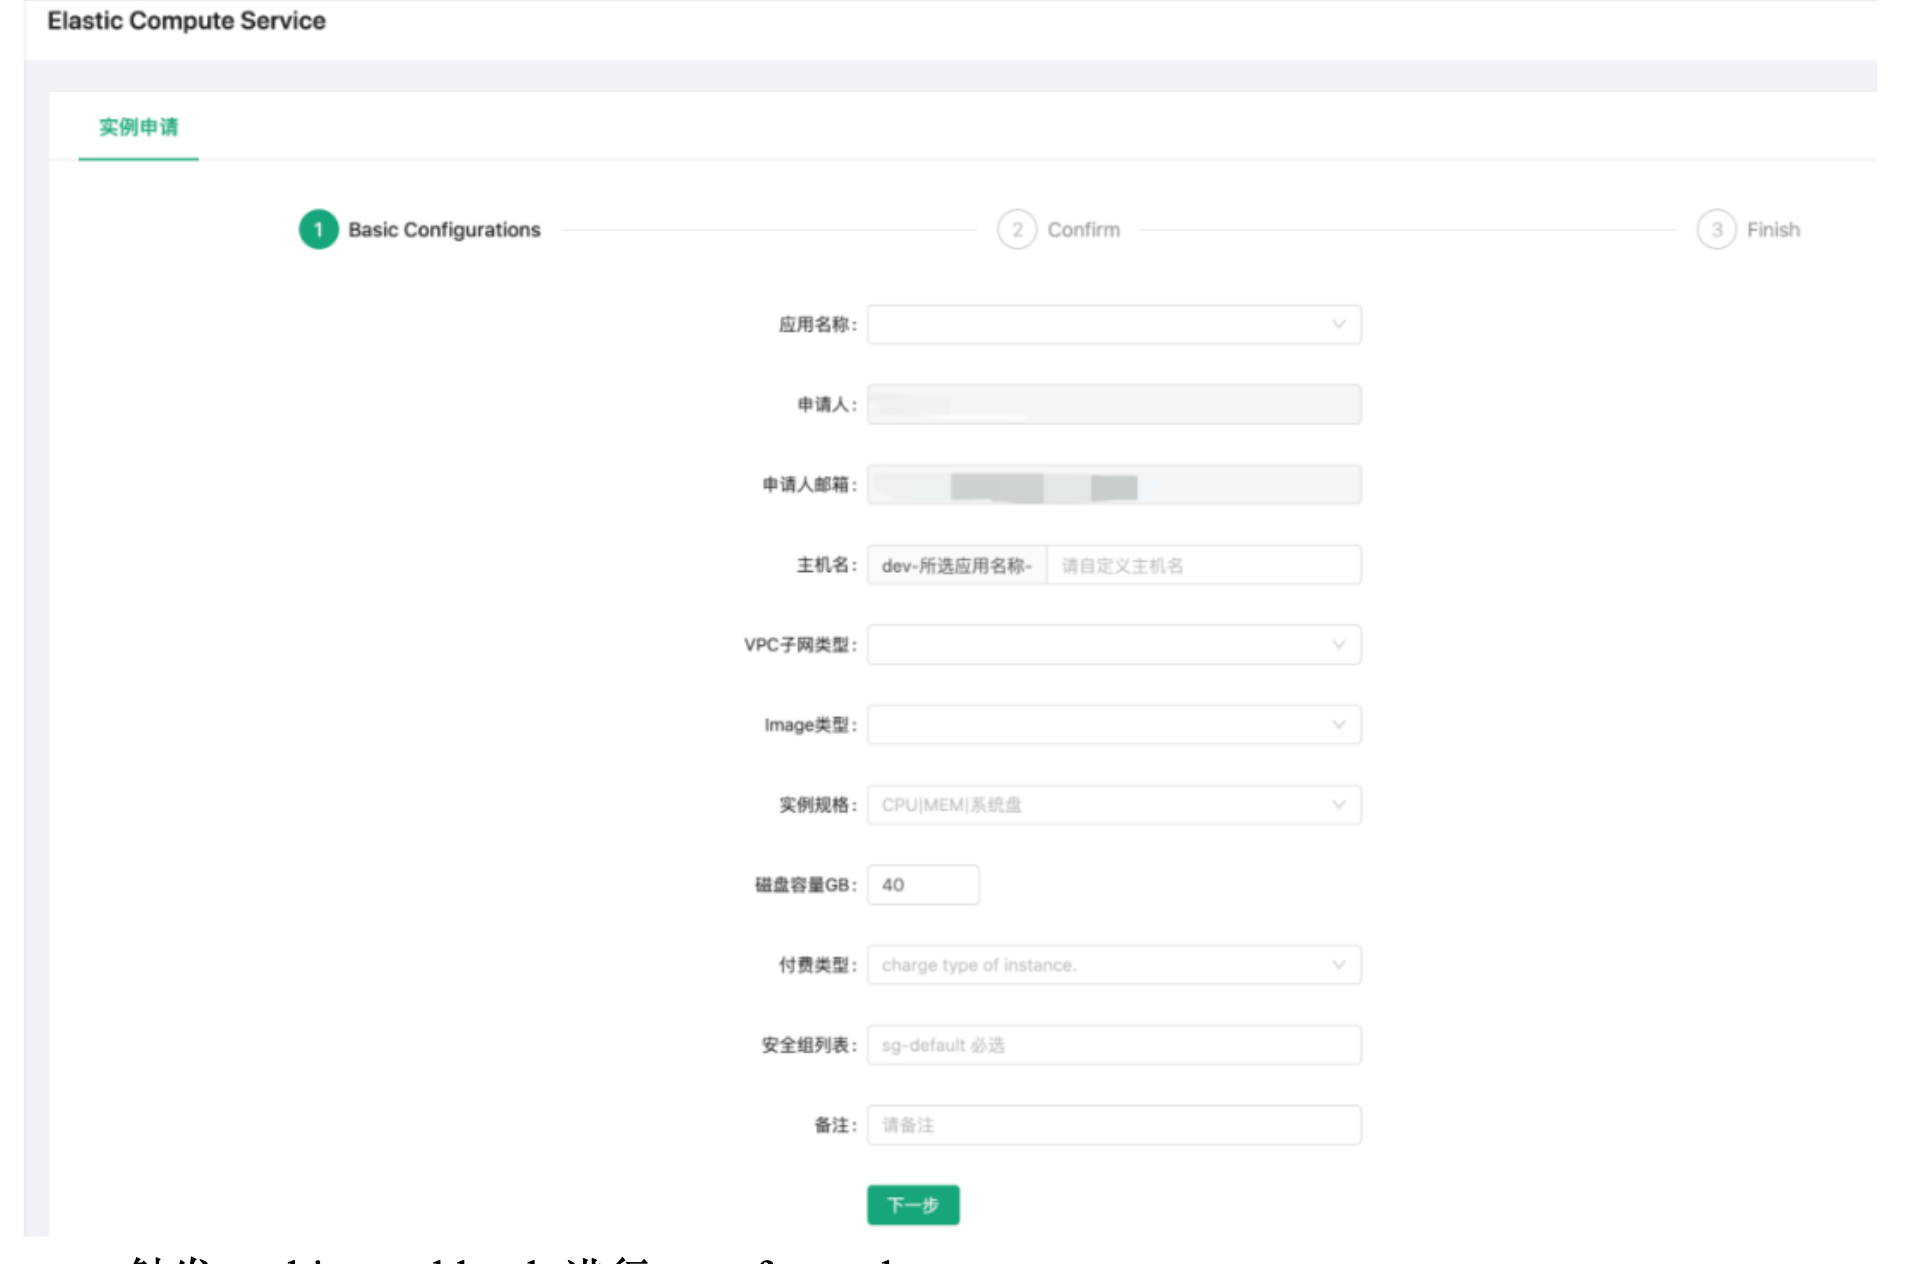 Elastic Compute Service
实例申请
1 Basic Configurations 2 Confirm 3 Finish
应用名称:
申请人:
申请人邮箱:
主机名: dev-所选应用名称- 请自定义主机名
VPC子网类型:
Image类型:
实例规格: CPU|MEM|系统盘
磁盘容量GB: 40
付费类型: charge type of instance.
安全组列表: sg-default 必选
备注: 请备注
下一步
进行